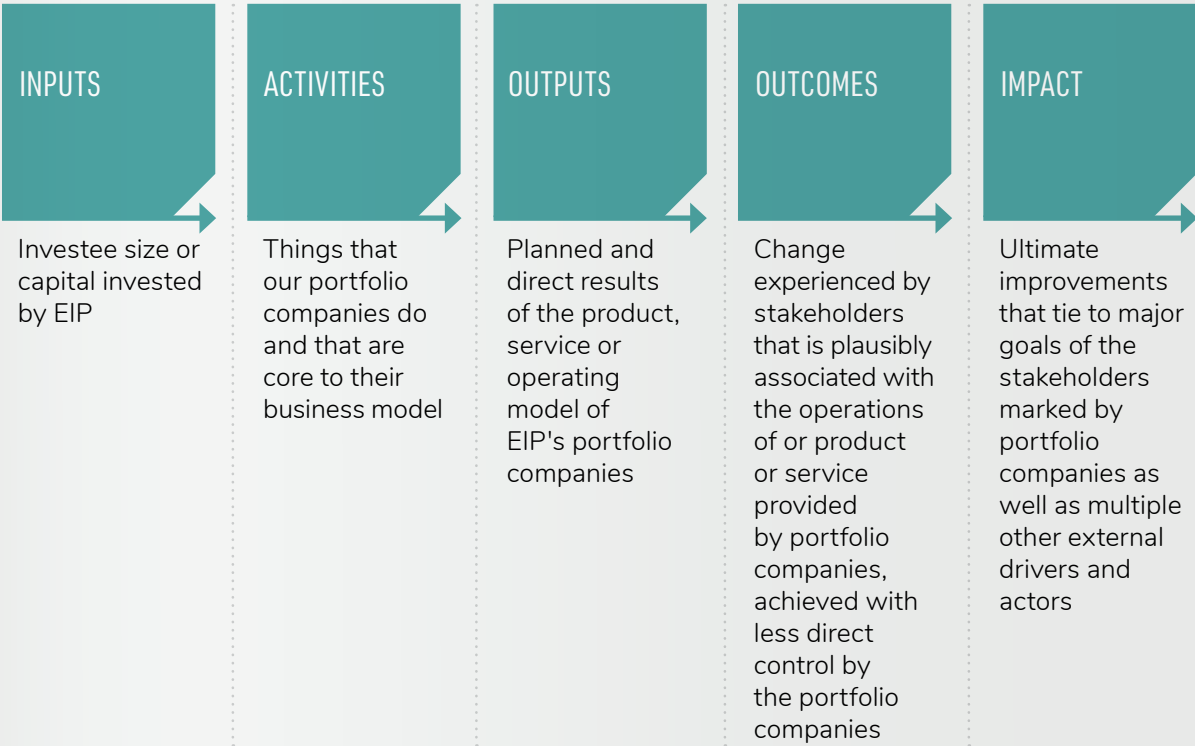 INPUTS
Investee size or
capital invested
by EIP
ACTIVITIES
Things that
our portfolio
companies do
and that are
core to their
business model
OUTPUTS
Planned and
direct results
of the product,
service or
operating
model of
EIP's portfolio
companies
OUTCOMES
Change
experienced by
stakeholders
that is plausibly
associated with
the operations
of or product
or service
provided
by portfolio
companies,
achieved with
less direct
control by
the portfolio
companies
IMPACT
Ultimate
improvements
that tie to major
goals of the
stakeholders
marked by
portfolio
companies as
well as multiple
other external
drivers and
actors